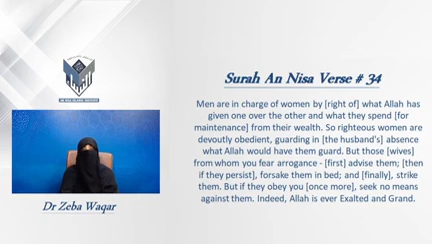 Surah An Nisa Verse # 34
Men are in charge of women by [right of] what Allah has
given one over the other and what they spend [for
maintenance] from their wealth. So righteous women are
devoutly obedient, guarding in [the husband's] absence
what Allah would have them guard. But those [wives]
from whom you fear arrogance - [first] advise them; [then
if they persist], forsake them in bed; and [finally], strike
them. But if they obey you [once more], seek no means
against them. Indeed, Allah is ever Exalted and Grand.
Dr Zeba Waqar